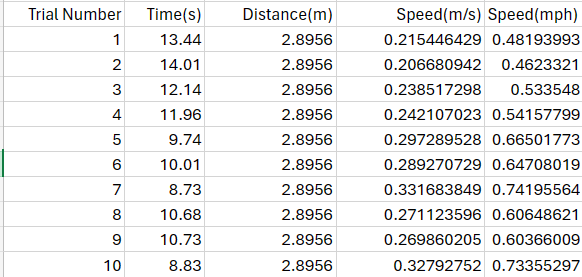 Trial Number Time(s) Distance(m) Speed(m/s) Speed(mph)
1 13.44 2.8956 0.215446429 0.48193993
2 14.01 2.8956 0.206680942 0.4623321
3 12.14 2.8956 0.238517298 0.533548
4 11.96 2.8956 0.242107023 0.54157799
5 9.74 2.8956 0.297289528 0.66501773
6 10.01 2.8956 0.289270729 0.64708019
7 8.73 2.8956 0.331683849 0.74195564
8 10.68 2.8956 0.271123596 0.60648621
9 10.73 2.8956 0.269860205 0.60366009
10 8.83 2.8956 0.32792752 0.73355297